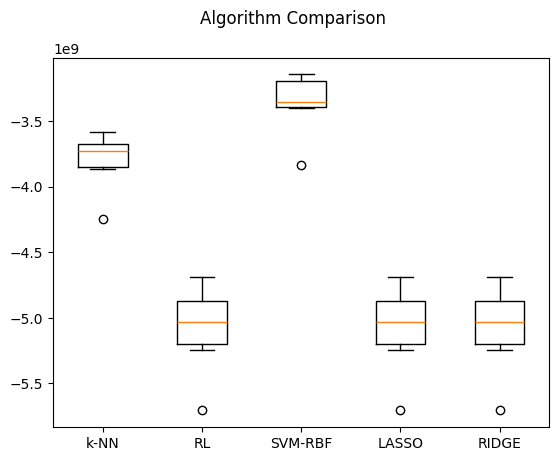 Algorithm Comparison
1e9
−3.5
−4.0
−4.5
−5.0
−5.5
k-NN RL SVM-RBF LASSO RIDGE